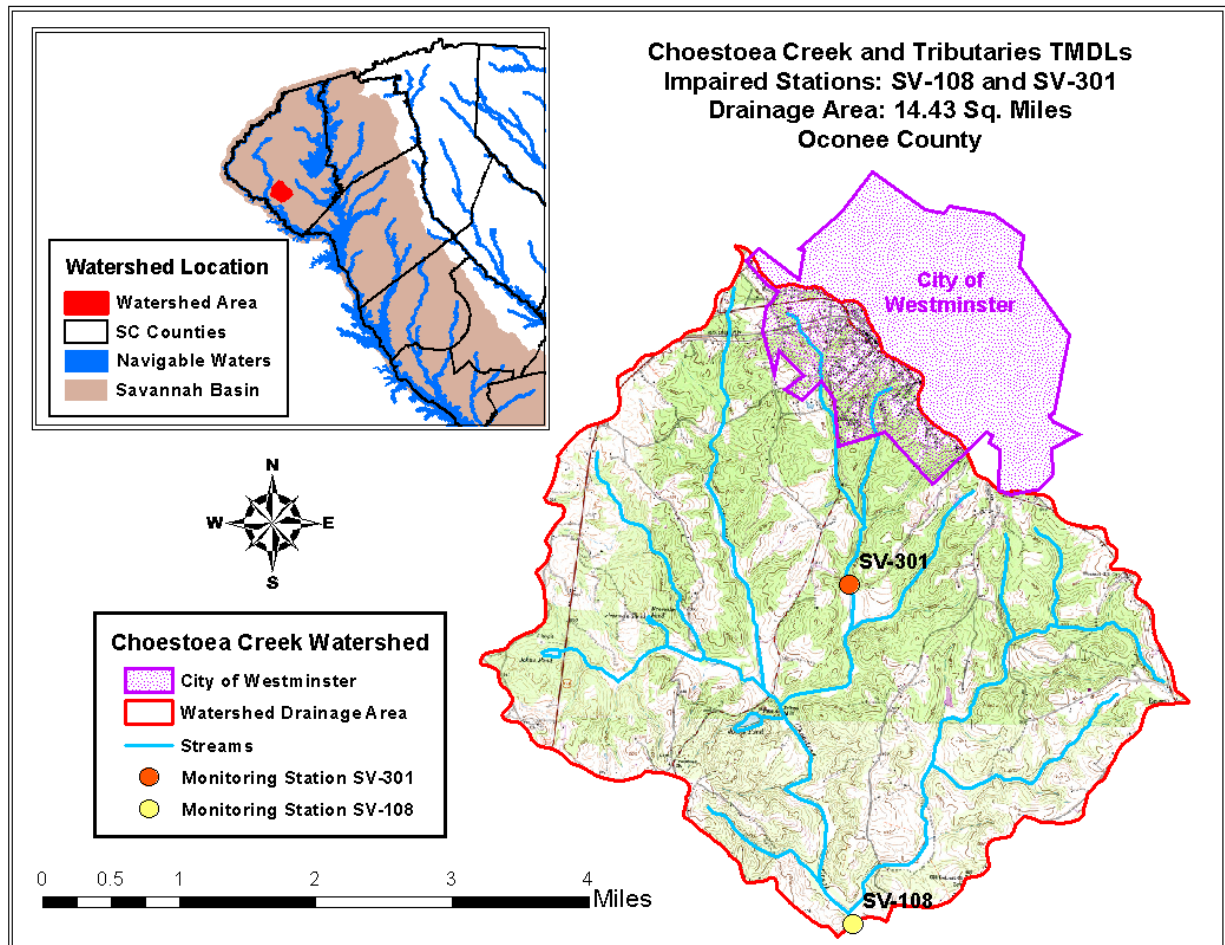 Choestoea Creek and Tributaries TMDLs
Impaired Stations: SV-108 and SV-301
Drainage Area: 14.43 Sq. Miles
Oconee County
Watershed Location
Watershed Area
SC Counties
Navigable Waters
Savannah Basin
City of
Westminster
N
W E
S
SV-301
Choestoea Creek Watershed
City of Westminster
Watershed Drainage Area
Streams
Monitoring Station SV-301
Monitoring Station SV-108
0 0.5 1 2 3 4
Miles
SV-108